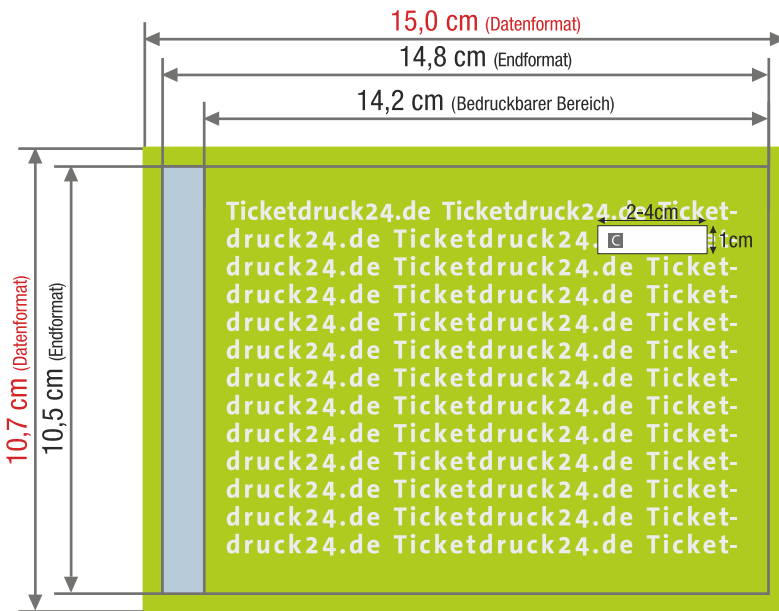 15,0 cm (Datenformat)
14,8 cm (Endformat)
14,2 cm (Bedruckbarer Bereich)
10,7 cm (Datenformat)
10,5 cm (Endformat)
2-4cm
1cm
C
Ticketdruck24.de Ticketdruck24.de Ticket-
druck24.de Ticketdruck24.
druck24.de Ticketdruck24.de Ticket-
druck24.de Ticketdruck24.de Ticket-
druck24.de Ticketdruck24.de Ticket-
druck24.de Ticketdruck24.de Ticket-
druck24.de Ticketdruck24.de Ticket-
druck24.de Ticketdruck24.de Ticket-
druck24.de Ticketdruck24.de Ticket-
druck24.de Ticketdruck24.de Ticket-
druck24.de Ticketdruck24.de Ticket-
druck24.de Ticketdruck24.de Ticket-
druck24.de Ticketdruck24.de Ticket-